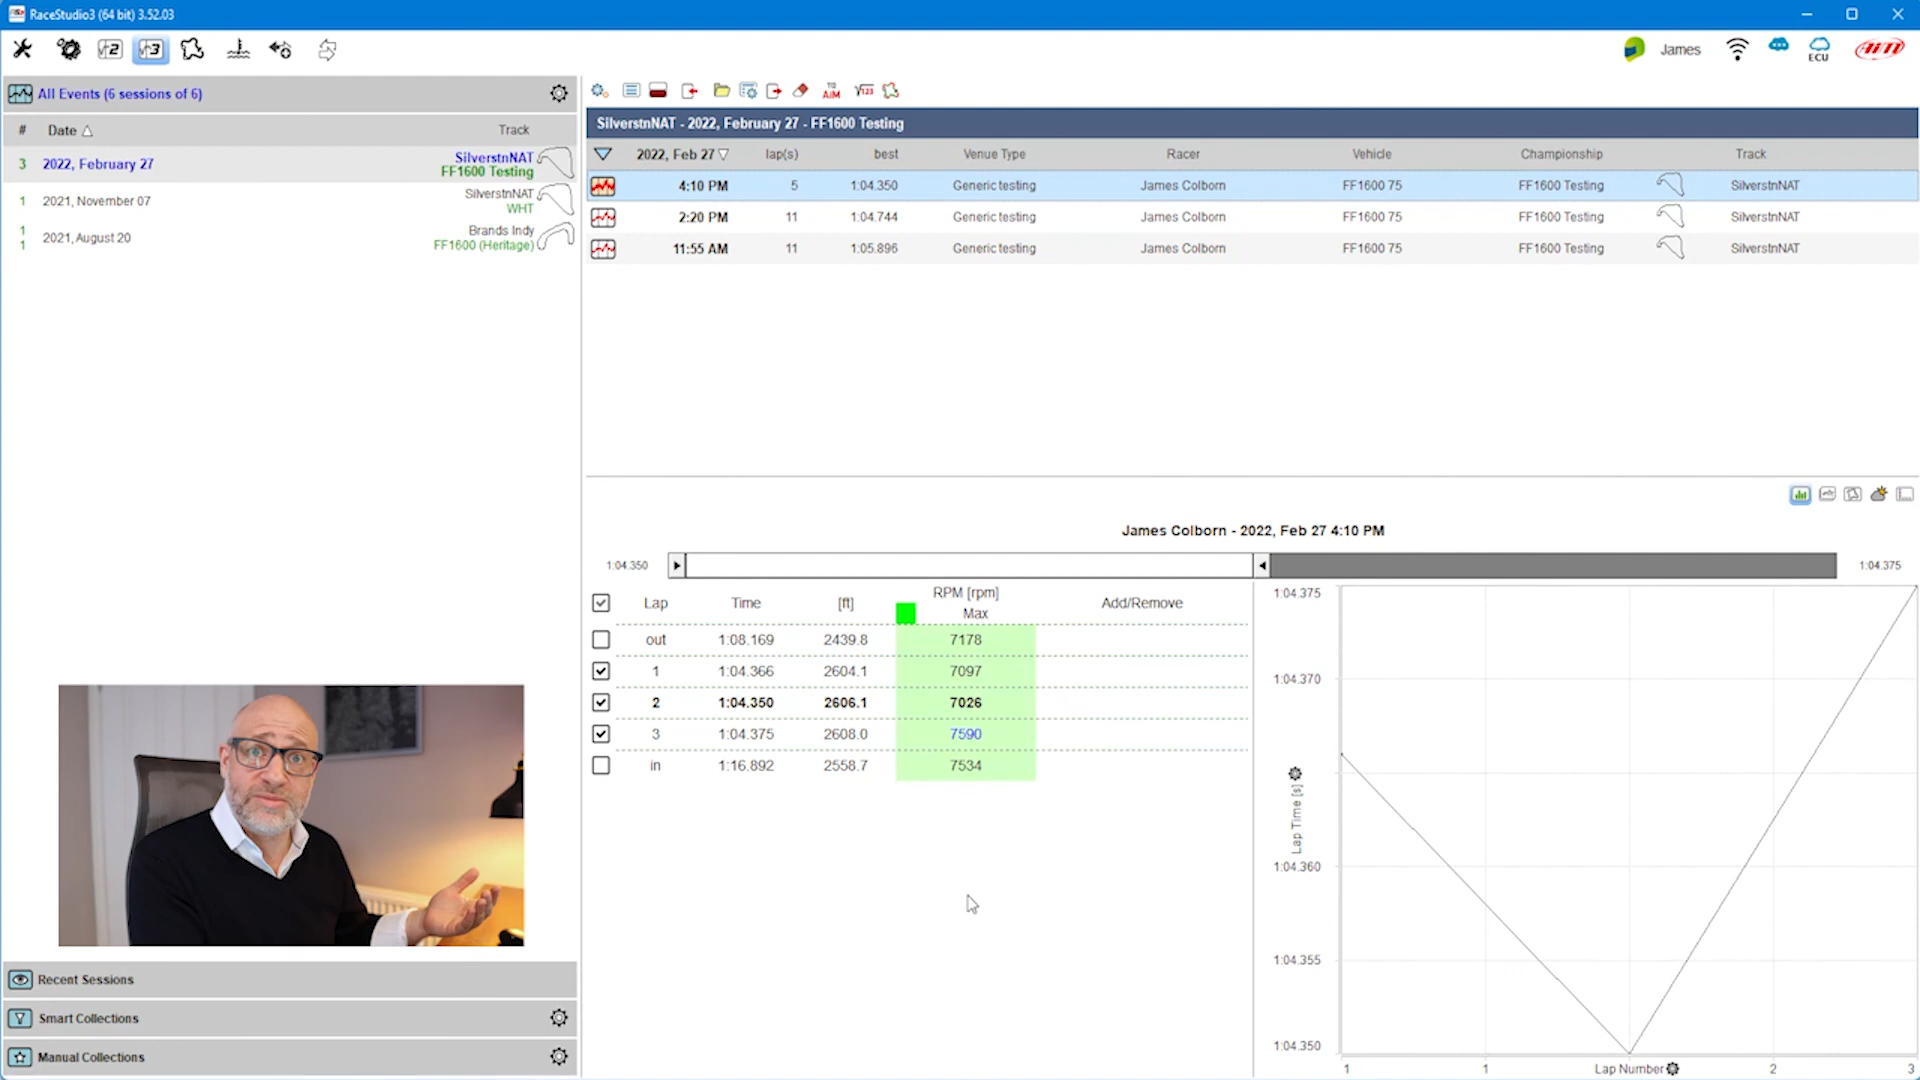 RaceStudio3 (64 bit) 3.52.03
√2 √3 James ECU AiM
All Events (6 sessions of 6)
# Date △ Track
3 2022, February 27 SilverstnNAT
FF1600 Testing
1 2021, November 07 SilverstnNAT
WHT
1 2021, August 20 Brands Indy
1 FF1600 (Heritage)
Recent Sessions
Smart Collections
Manual Collections
TO AIM √123
SilverstnNAT - 2022, February 27 - FF1600 Testing
2022, Feb 27 ▽ lap(s) best Venue Type Racer Vehicle Championship Track
4:10 PM 5 1:04.350 Generic testing James Colborn FF1600 75 FF1600 Testing SilverstnNAT
2:20 PM 11 1:04.744 Generic testing James Colborn FF1600 75 FF1600 Testing SilverstnNAT
11:55 AM 11 1:05.896 Generic testing James Colborn FF1600 75 FF1600 Testing SilverstnNAT
James Colborn - 2022, Feb 27 4:10 PM
1:04.350 1:04.375
Lap Time [ft] RPM [rpm] Max Add/Remove
out 1:08.169 2439.8 7178
1 1:04.366 2604.1 7097
2 1:04.350 2606.1 7026
3 1:04.375 2608.0 7590
in 1:16.892 2558.7 7534
1:04.375
1:04.370
Lap Time [s]
1:04.360
1:04.355
1:04.350
1 1 Lap Number 2 3